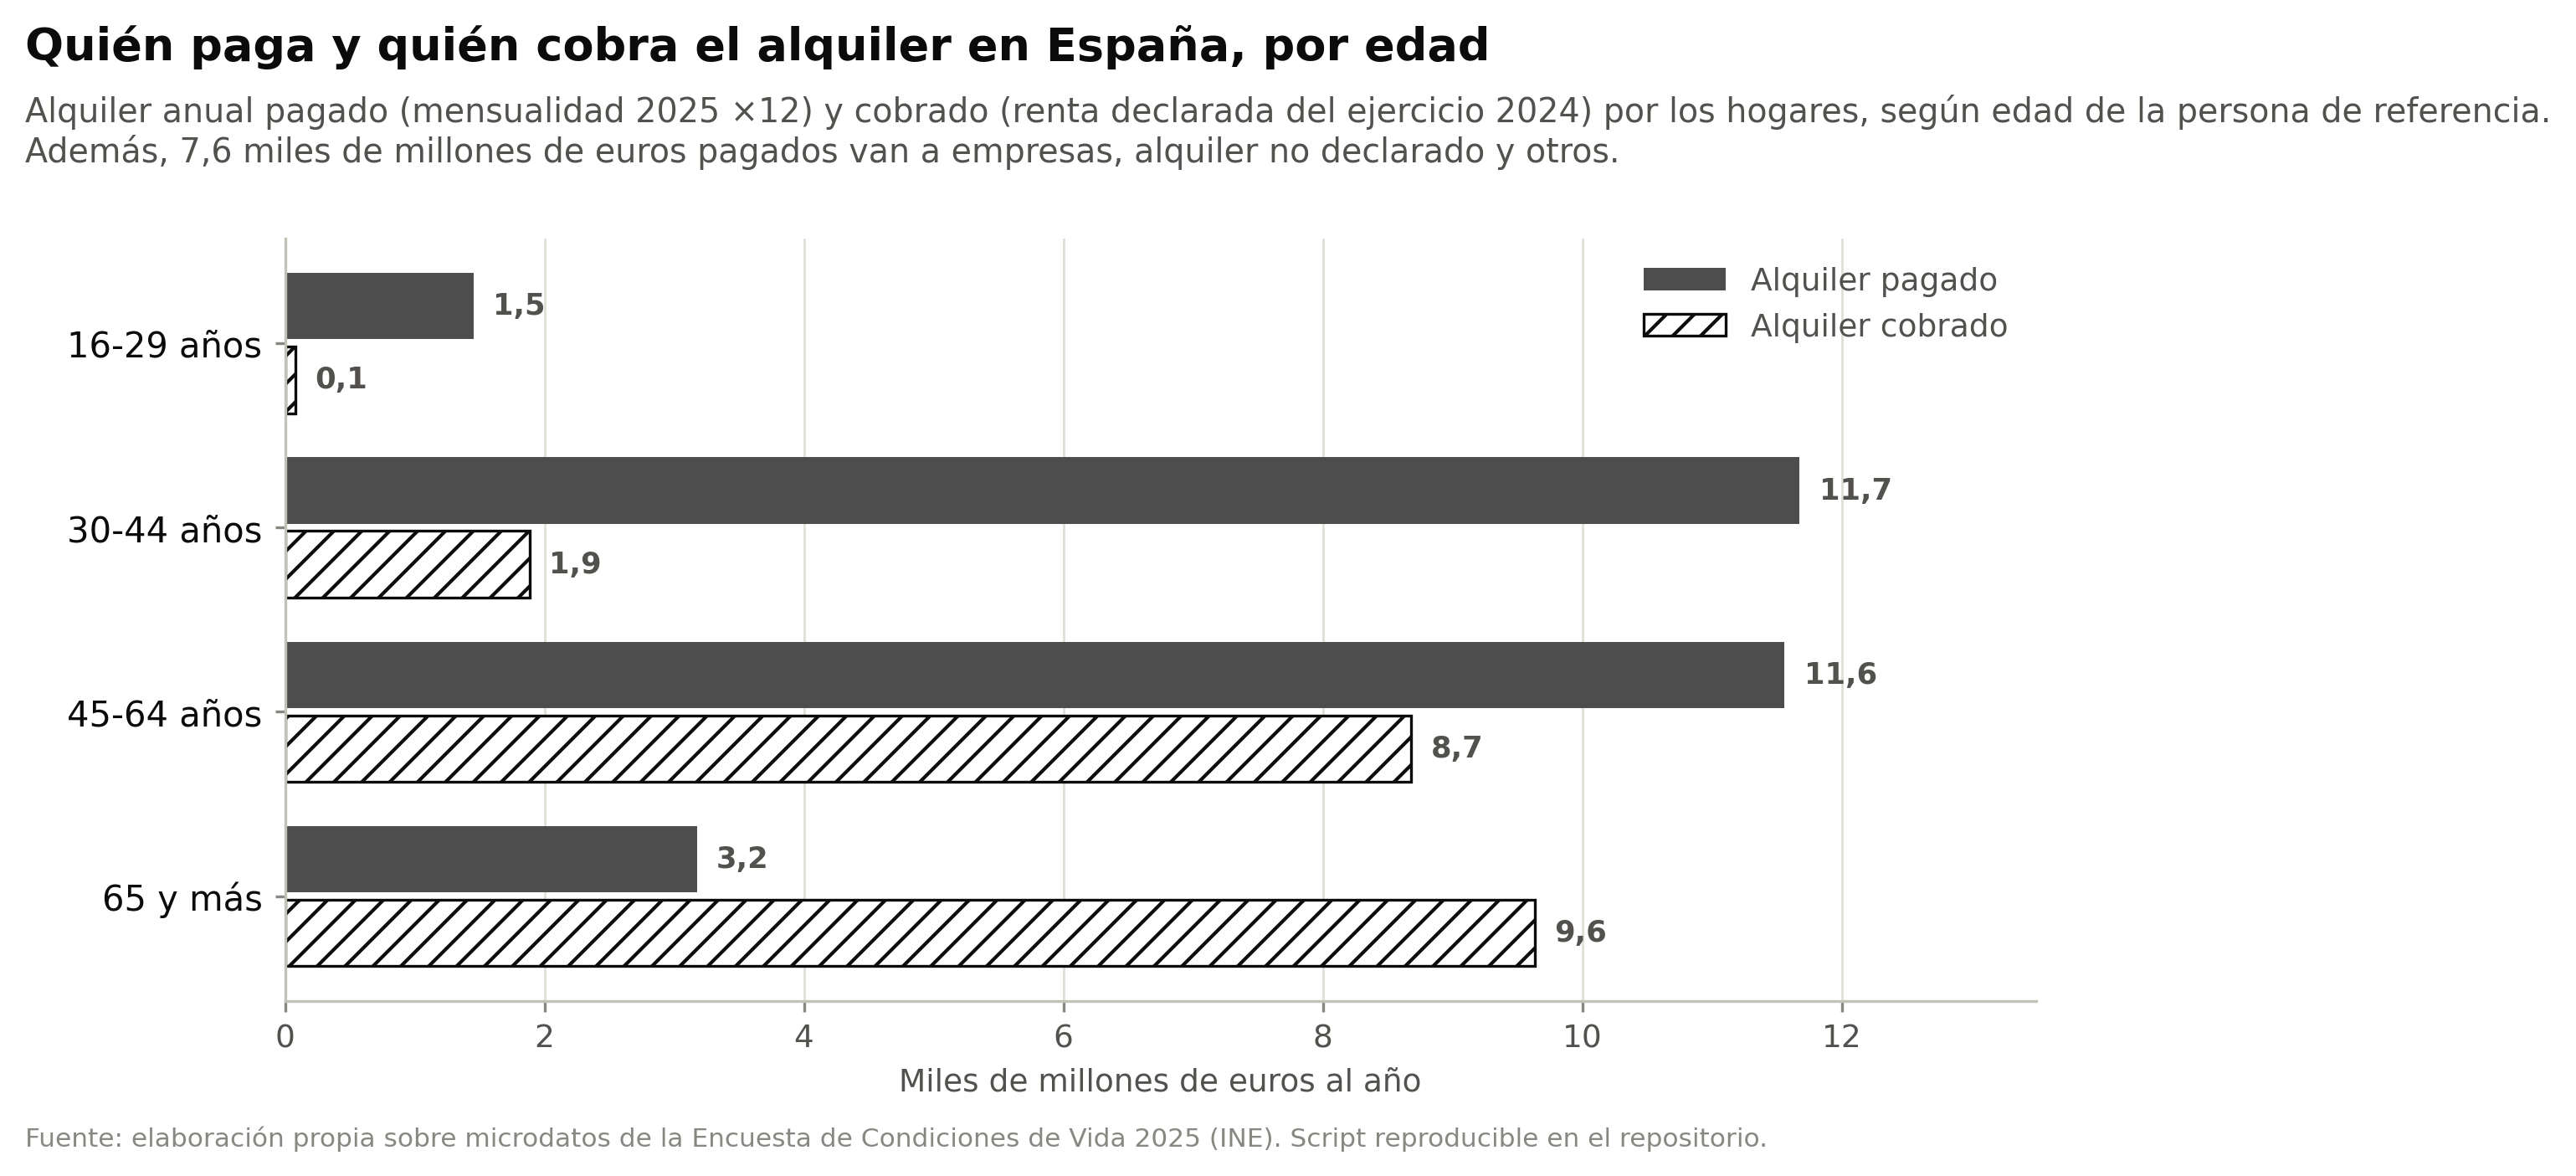 Quién paga y quién cobra el alquiler en España, por edad
Alquiler anual pagado (mensualidad 2025 ×12) y cobrado (renta declarada del ejercicio 2024) por los hogares, según edad de la persona de referencia.
Además, 7,6 miles de millones de euros pagados van a empresas, alquiler no declarado y otros.
Alquiler pagado
Alquiler cobrado
16-29 años
1,5
0,1
30-44 años
11,7
1,9
45-64 años
11,6
8,7
65 y más
3,2
9,6
0 2 4 6 8 10 12
Miles de millones de euros al año
Fuente: elaboración propia sobre microdatos de la Encuesta de Condiciones de Vida 2025 (INE). Script reproducible en el repositorio.